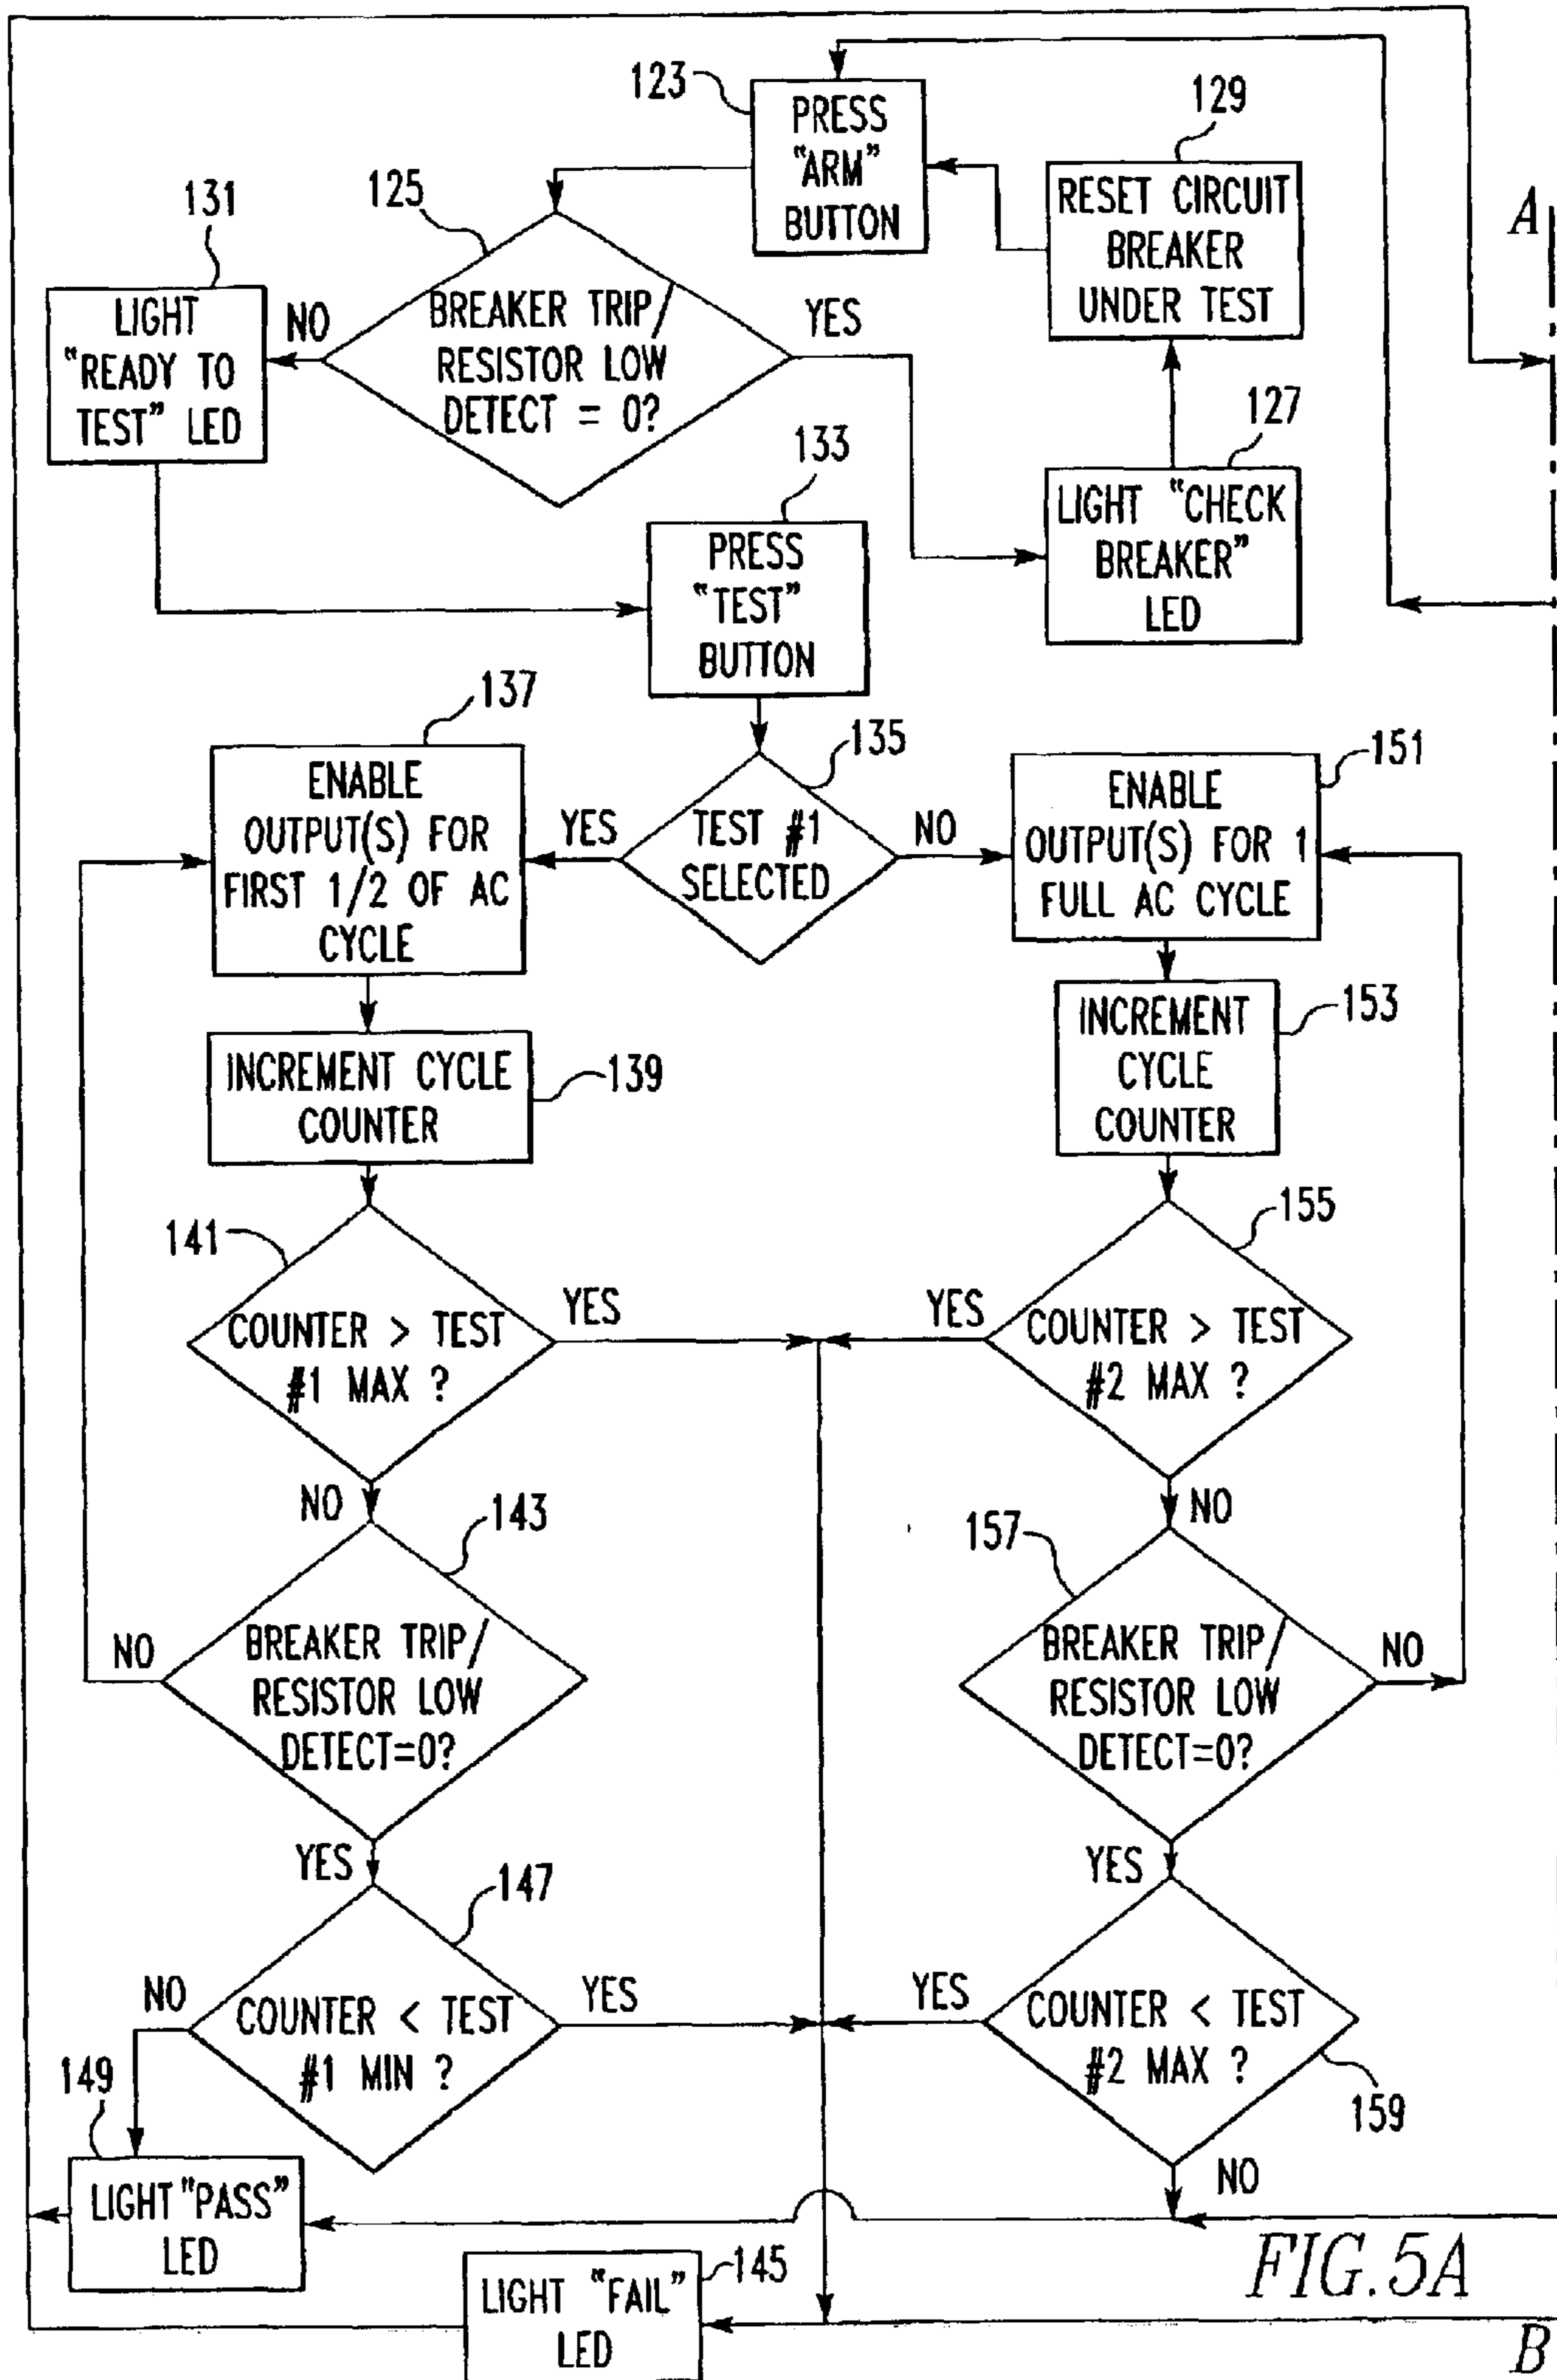 123
PRESS
"ARM"
BUTTON
129
RESET CIRCUIT
BREAKER
UNDER TEST
A
131
LIGHT
"READY TO
TEST" LED
NO
125
BREAKER TRIP/
RESISTOR LOW
DETECT = 0?
YES
127
LIGHT "CHECK
BREAKER"
LED
133
PRESS
"TEST"
BUTTON
137
ENABLE
OUTPUT(S) FOR
FIRST 1/2 OF AC
CYCLE
YES
135
TEST #1
SELECTED
NO
151
ENABLE
OUTPUT(S) FOR 1
FULL AC CYCLE
INCREMENT CYCLE
COUNTER
139
INCREMENT
CYCLE
COUNTER
153
141
COUNTER > TEST
#1 MAX ?
YES
NO
155
YES
COUNTER > TEST
#2 MAX ?
NO
143
NO
BREAKER TRIP/
RESISTOR LOW
DETECT=0?
YES
157
BREAKER TRIP/
RESISTOR LOW
DETECT=0?
NO
YES
147
NO
COUNTER < TEST
#1 MIN ?
YES
YES
COUNTER < TEST
#2 MAX ?
159
NO
149
LIGHT "PASS"
LED
LIGHT "FAIL"
LED
145
FIG. 5A
B